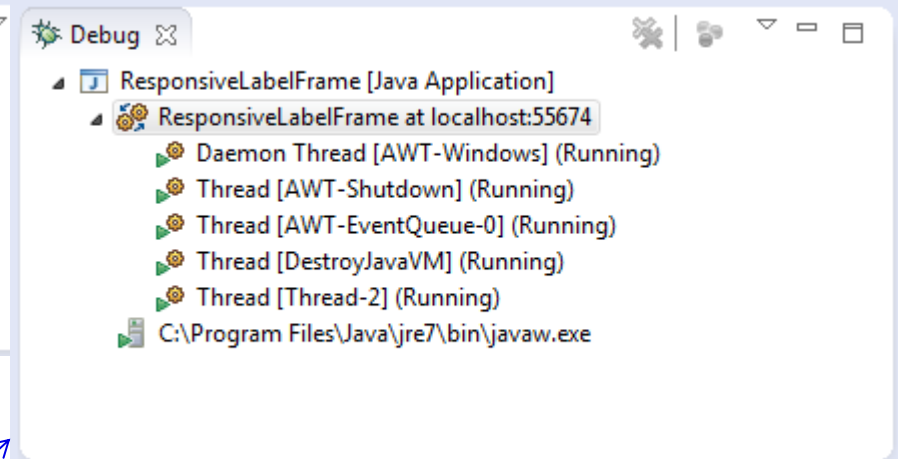 Debug
ResponsiveLabelFrame [Java Application]
ResponsiveLabelFrame at localhost:55674
Daemon Thread [AWT-Windows] (Running)
Thread [AWT-Shutdown] (Running)
Thread [AWT-EventQueue-0] (Running)
Thread [DestroyJavaVM] (Running)
Thread [Thread-2] (Running)
C:\Program Files\Java\jre7\bin\javaw.exe